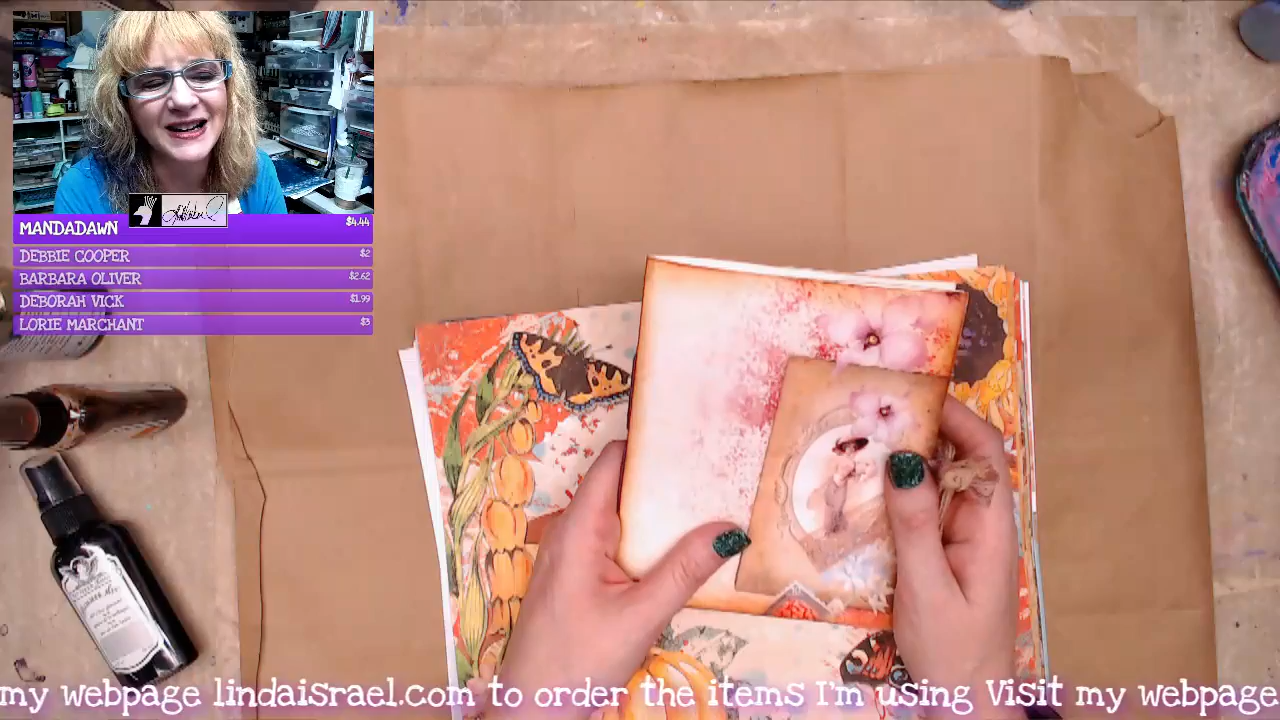 MANDADAWN $4.44
DEBBIE COOPER $2
BARBARA OLIVER $2.62
DEBORAH VICK $1.99
LORIE MARCHANT $3
my webpage lindaisrael.com to order the items I'm using Visit my webpage